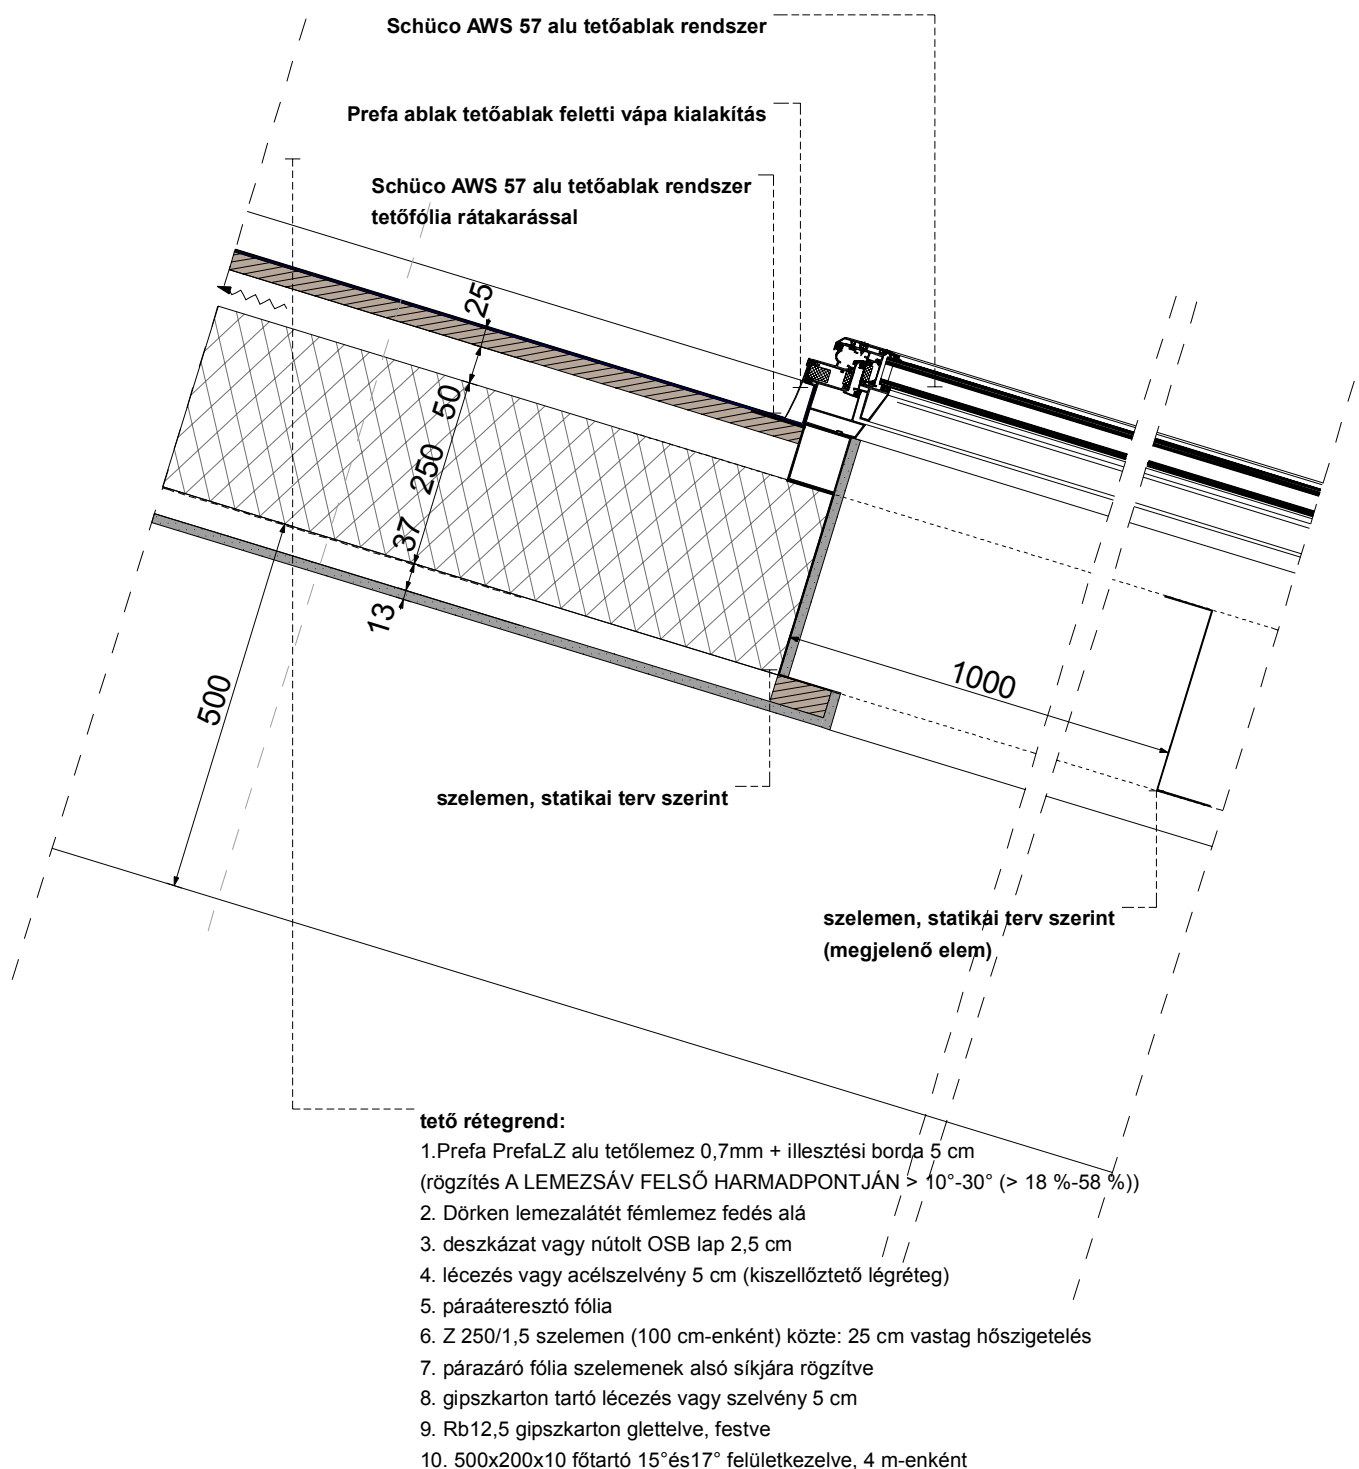 Schüco AWS 57 alu tetőablak rendszer
Prefa ablak tetőablak feletti vápa kialakítás
Schüco AWS 57 alu tetőablak rendszer
tetőfólia rátakarással
25
50
250
37
13
500
1000
szelemen, statikai terv szerint
szelemen, statikai terv szerint
(megjelenő elem)
tető rétegrend:
1.Prefa PrefaLZ alu tetőlemez 0,7mm + illesztési borda 5 cm
(rögzítés A LEMEZSÁV FELSŐ HARMADPONTJÁN > 10°-30° (> 18 %-58 %))
2. Dörken lemezalátét fémlemez fedés alá
3. deszkázat vagy nútolt OSB lap 2,5 cm
4. lécezés vagy acélszelvény 5 cm (kiszellőztető légréteg)
5. páraáteresztó fólia
6. Z 250/1,5 szelemen (100 cm-enként) közte: 25 cm vastag hőszigetelés
7. párazáró fólia szelemenek alsó síkjára rögzítve
8. gipszkarton tartó lécezés vagy szelvény 5 cm
9. Rb12,5 gipszkarton glettelve, festve
10. 500x200x10 főtartó 15°és17° felületkezelve, 4 m-enként